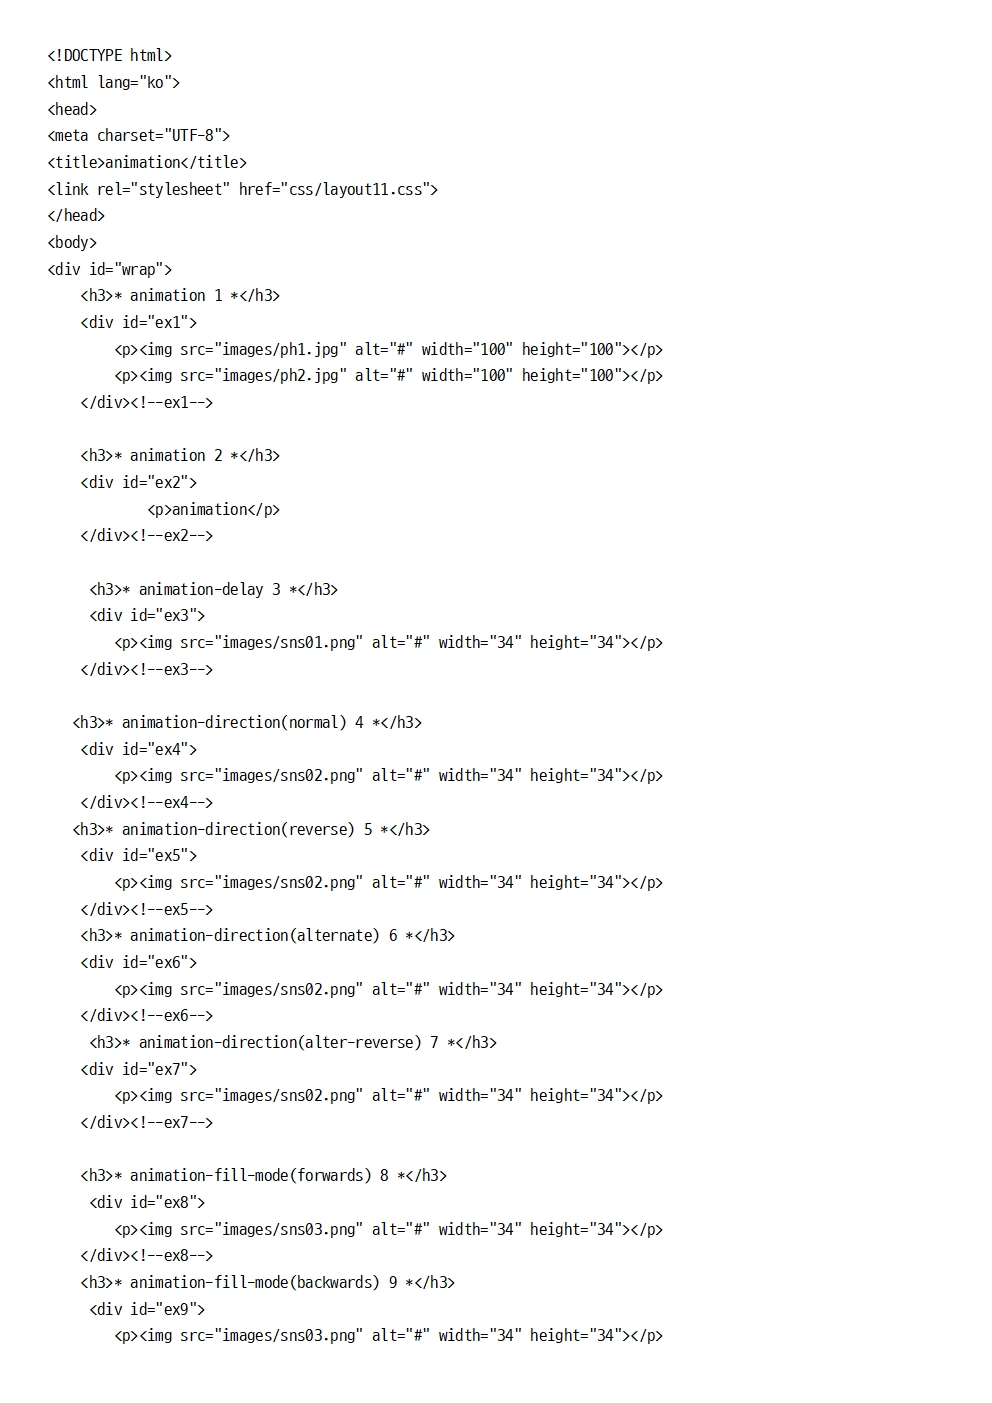 <!DOCTYPE html>
<html lang="ko">
<head>
<meta charset="UTF-8">
<title>animation</title>
<link rel="stylesheet" href="css/layout11.css">
</head>
<body>
<div id="wrap">
    <h3>* animation 1 *</h3>
    <div id="ex1">
        <p><img src="images/ph1.jpg" alt="#" width="100" height="100"></p>
        <p><img src="images/ph2.jpg" alt="#" width="100" height="100"></p>
    </div><!--ex1-->

    <h3>* animation 2 *</h3>
    <div id="ex2">
            <p>animation</p>
    </div><!--ex2-->

     <h3>* animation-delay 3 *</h3>
     <div id="ex3">
        <p><img src="images/sns01.png" alt="#" width="34" height="34"></p>
    </div><!--ex3-->

   <h3>* animation-direction(normal) 4 *</h3>
    <div id="ex4">
        <p><img src="images/sns02.png" alt="#" width="34" height="34"></p>
    </div><!--ex4-->
   <h3>* animation-direction(reverse) 5 *</h3>
    <div id="ex5">
        <p><img src="images/sns02.png" alt="#" width="34" height="34"></p>
    </div><!--ex5-->
    <h3>* animation-direction(alternate) 6 *</h3>
    <div id="ex6">
        <p><img src="images/sns02.png" alt="#" width="34" height="34"></p>
    </div><!--ex6-->
     <h3>* animation-direction(alter-reverse) 7 *</h3>
    <div id="ex7">
        <p><img src="images/sns02.png" alt="#" width="34" height="34"></p>
    </div><!--ex7-->

    <h3>* animation-fill-mode(forwards) 8 *</h3>
     <div id="ex8">
        <p><img src="images/sns03.png" alt="#" width="34" height="34"></p>
    </div><!--ex8-->
    <h3>* animation-fill-mode(backwards) 9 *</h3>
     <div id="ex9">
        <p><img src="images/sns03.png" alt="#" width="34" height="34"></p>